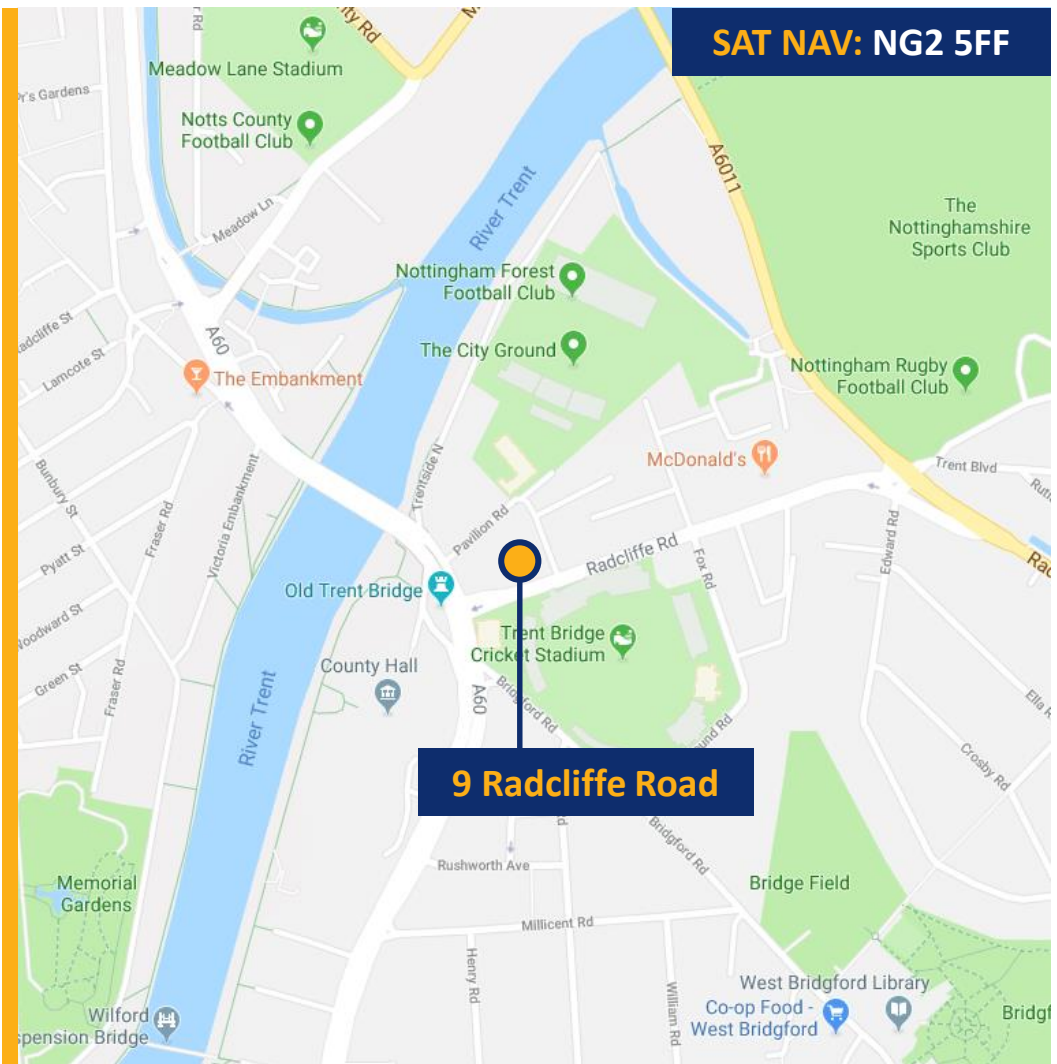 SAT NAV: NG2 5FF
Meadow Lane Stadium
Notts County
Football Club
Meadow Ln
River Trent
A6011
The
Nottinghamshire
Sports Club
Nottingham Forest
Football Club
The City Ground
Nottingham Rugby
Football Club
A60
Lamcote St
The Embankment
Trentside N
McDonald's
Trent Blvd
Bunbury St
Fraser Rd
Victoria Embankment
Pavilion Rd
Radcliffe Rd
Fox Rd
Edward Rd
Pyatt St
Woodward St
Green St
Fraser Rd
Old Trent Bridge
Trent Bridge
Cricket Stadium
County Hall
A60
Bridgford Rd
River Trent
9 Radcliffe Road
Crosby Rd
Bridgford Rd
Rushworth Ave
Bridge Field
Memorial
Gardens
Millicent Rd
Henry Rd
William Rd
West Bridgford Library
Co-op Food -
West Bridgford
Wilford
spension Bridge